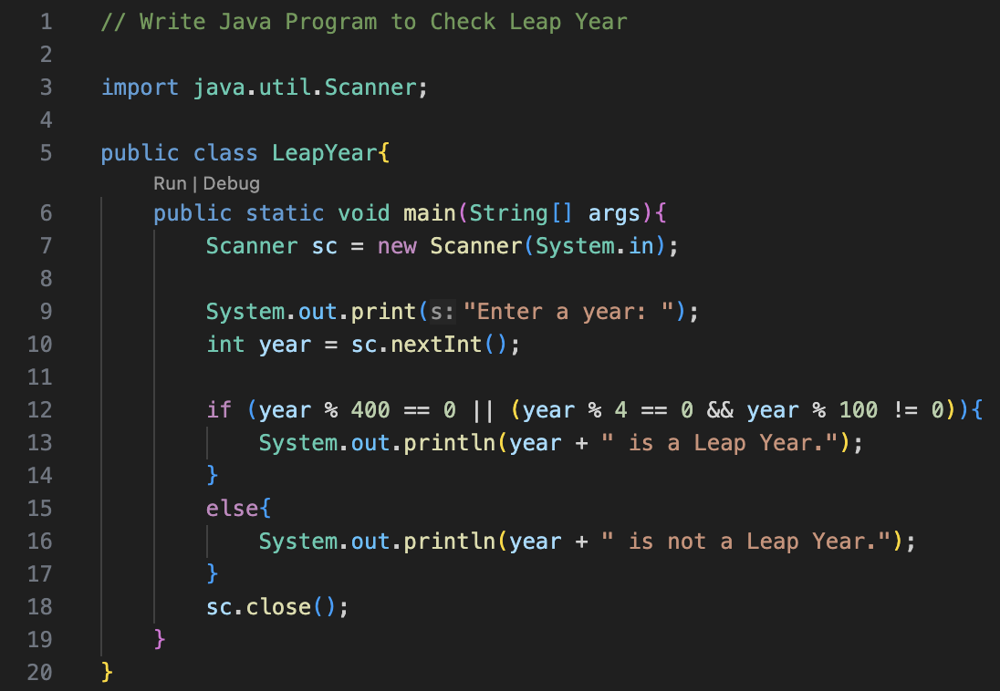 1 // Write Java Program to Check Leap Year
2
3 import java.util.Scanner;
4
5 public class LeapYear{
Run | Debug
6 public static void main(String[] args){
7 Scanner sc = new Scanner(System.in);
8
9 System.out.print(s: "Enter a year: ");
10 int year = sc.nextInt();
11
12 if (year % 400 == 0 || (year % 4 == 0 && year % 100 != 0)){
13 System.out.println(year + " is a Leap Year.");
14 }
15 else{
16 System.out.println(year + " is not a Leap Year.");
17 }
18 sc.close();
19 }
20 }